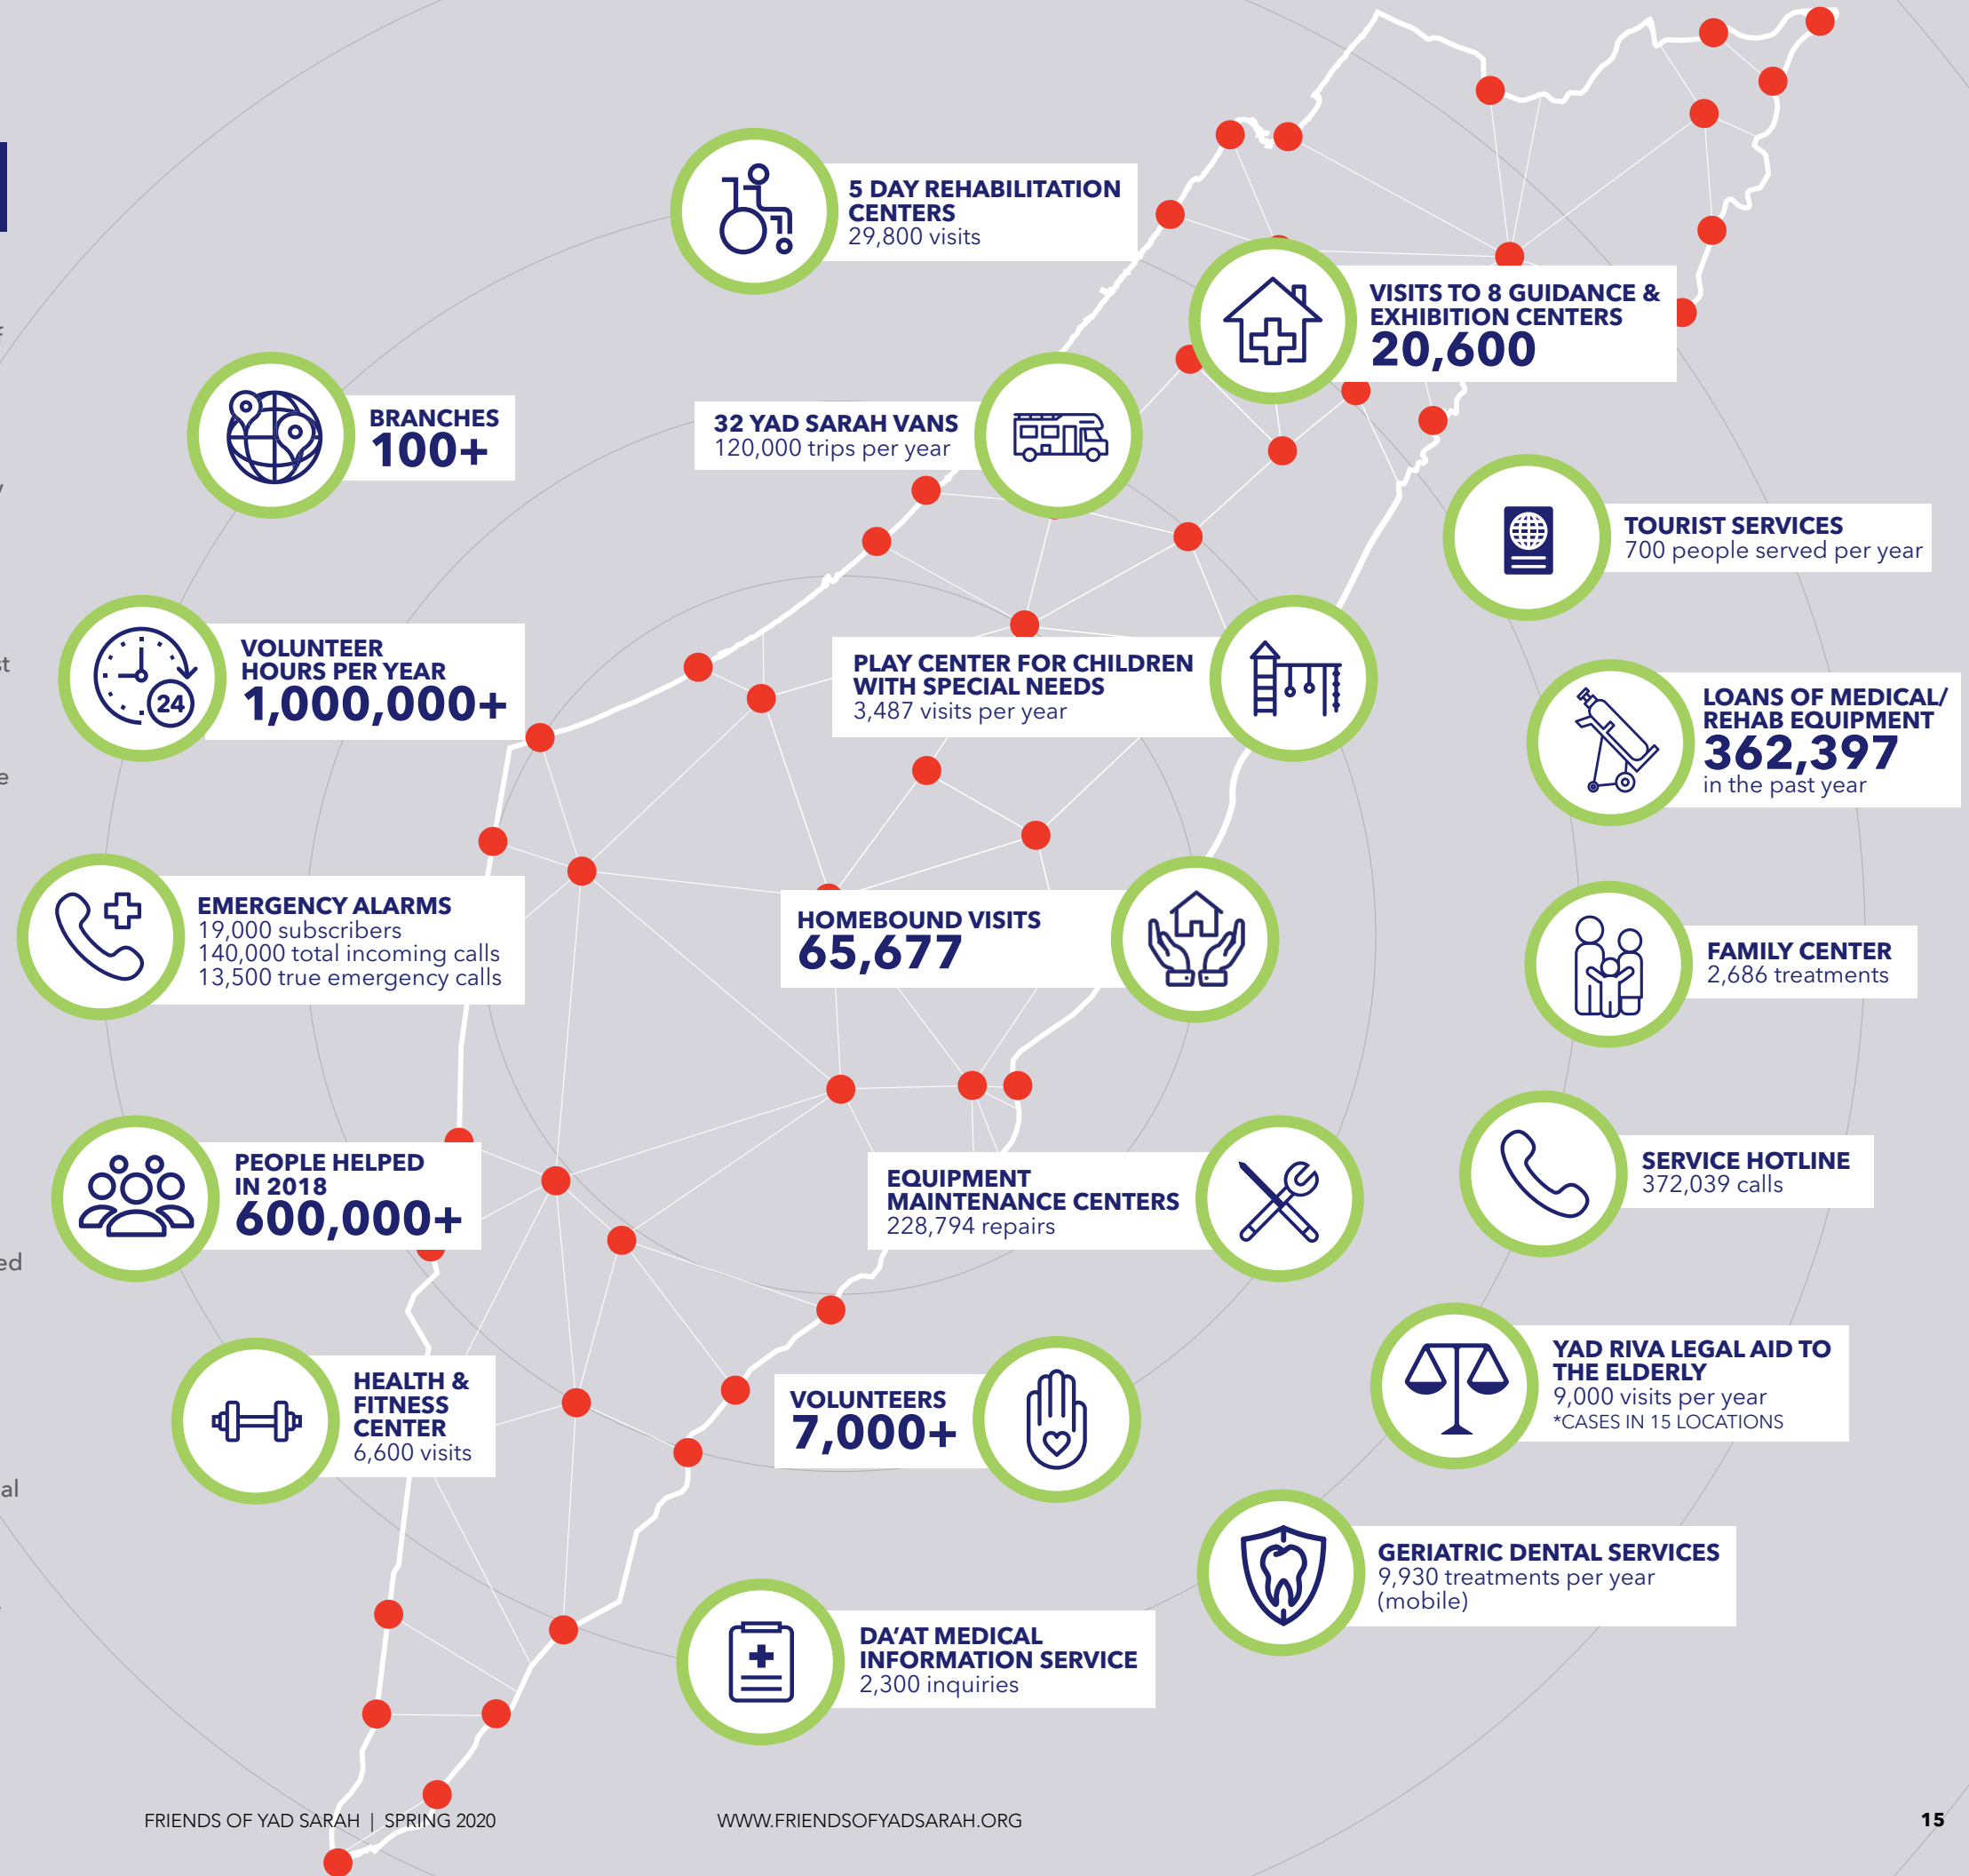 5 DAY REHABILITATION
CENTERS
29,800 visits
VISITS TO 8 GUIDANCE &
EXHIBITION CENTERS
20,600
BRANCHES
100+
32 YAD SARAH VANS
120,000 trips per year
TOURIST SERVICES
700 people served per year
VOLUNTEER
HOURS PER YEAR
1,000,000+
24
PLAY CENTER FOR CHILDREN
WITH SPECIAL NEEDS
3,487 visits per year
LOANS OF MEDICAL/
REHAB EQUIPMENT
362,397
in the past year
EMERGENCY ALARMS
19,000 subscribers
140,000 total incoming calls
13,500 true emergency calls
HOMEBOUND VISITS
65,677
FAMILY CENTER
2,686 treatments
PEOPLE HELPED
IN 2018
600,000+
EQUIPMENT
MAINTENANCE CENTERS
228,794 repairs
SERVICE HOTLINE
372,039 calls
HEALTH &
FITNESS
CENTER
6,600 visits
VOLUNTEERS
7,000+
YAD RIVA LEGAL AID TO
THE ELDERLY
9,000 visits per year
*CASES IN 15 LOCATIONS
GERIATRIC DENTAL SERVICES
9,930 treatments per year
(mobile)
DA'AT MEDICAL
INFORMATION SERVICE
2,300 inquiries
FRIENDS OF YAD SARAH | SPRING 2020
WWW.FRIENDSOFYADSARAH.ORG
15